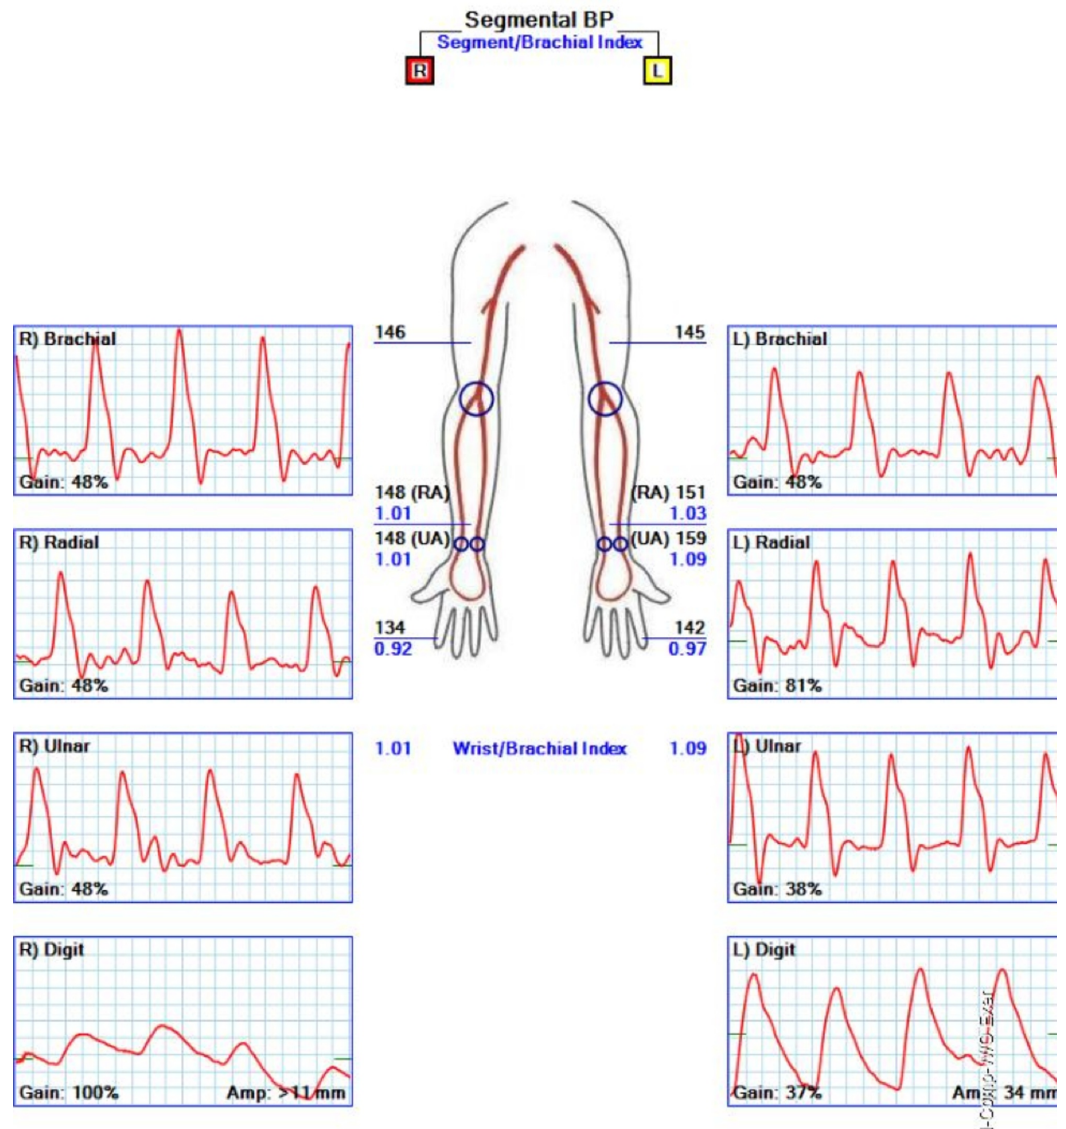 Segmental BP
Segment/Brachial Index
R
L
R) Brachial
Gain: 48%
146
145
L) Brachial
Gain: 48%
148 (RA)
1.01
(RA) 151
1.03
148 (UA)
1.01
(UA) 159
1.09
R) Radial
Gain: 48%
134
0.92
142
0.97
L) Radial
Gain: 81%
R) Ulnar
Gain: 48%
1.01 Wrist/Brachial Index 1.09
L) Ulnar
Gain: 38%
R) Digit
Gain: 100% Amp: >11 mm
L) Digit
Gain: 37% 34 mm